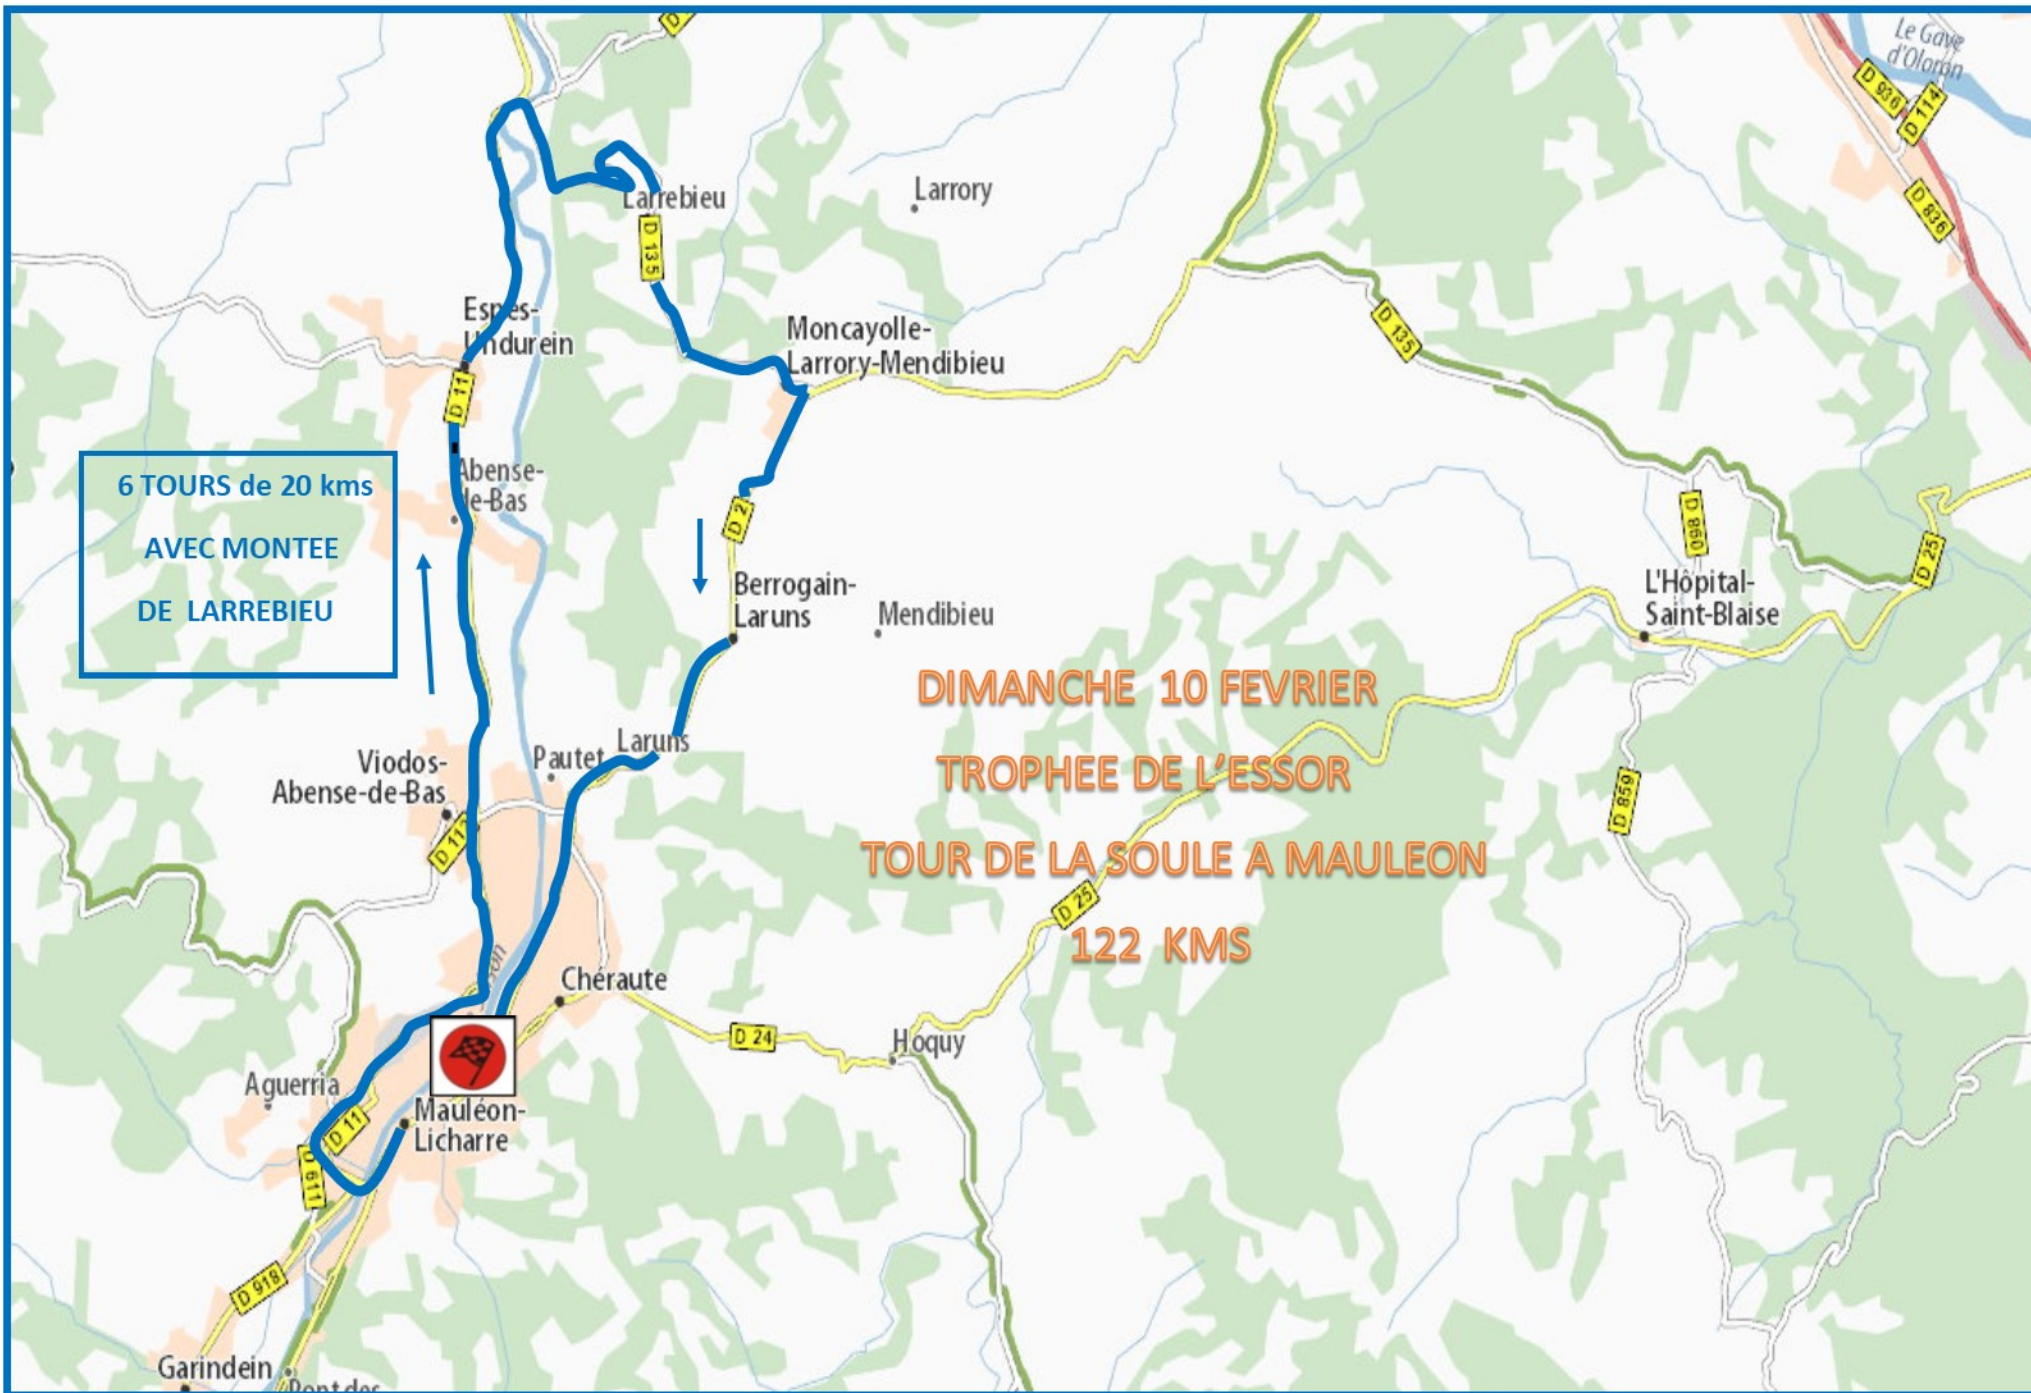 Le Gave
d'Oloron
D 936
D 114
D 836
Larrory
Larrebieu
D 135
Espes-
Undurein
Moncayolle-
Larrory-Mendibieu
D 135
D 11
6 TOURS de 20 kms
AVEC MONTEE
DE LARREBIEU
Abense-
de-Bas
D 2
D 860
D 25
Berrogain-
Laruns
Mendibieu
L'Hôpital-
Saint-Blaise
DIMANCHE 10 FEVRIER
TROPHEE DE L'ESSOR
TOUR DE LA SOULE A MAULEON
122 KMS
Laruns
Pautet
Viodos-
Abense-de-Bas
D 859
D 25
Chéraute
D 24
Hoquy
Aguerria
D 11
Mauléon-
Licharre
D 611
D 918
Garindein
Pont des